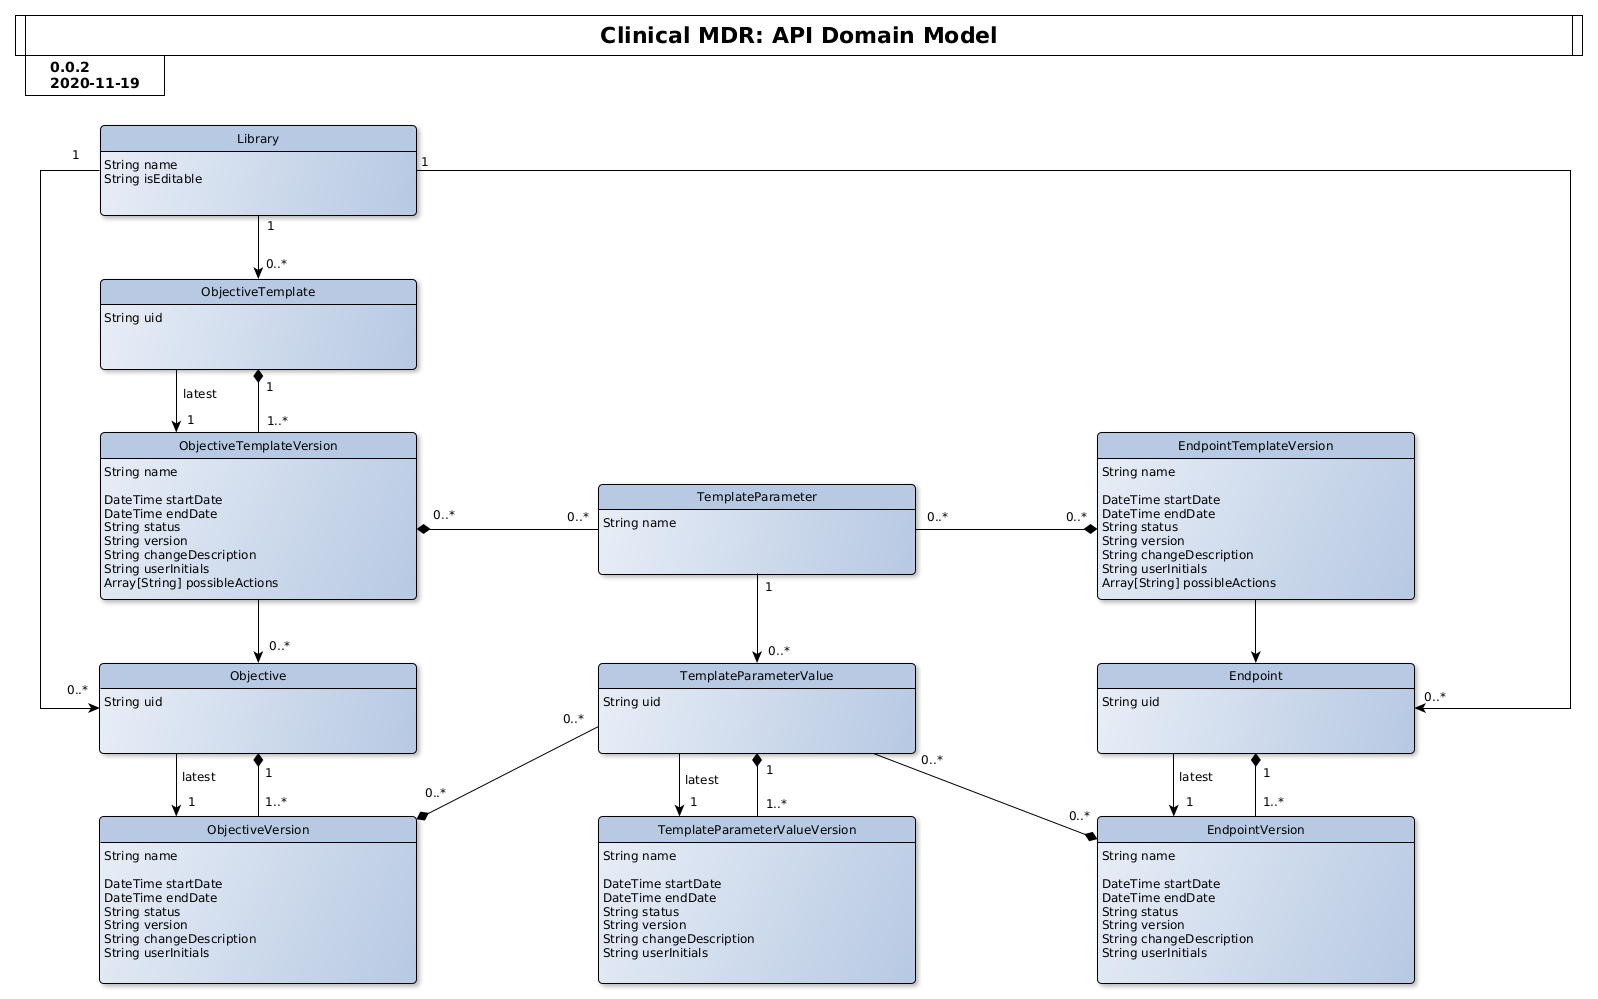 Clinical MDR: API Domain Model
0.0.2
2020-11-19
Library
String name
String isEditable
1
1
1
0..*
ObjectiveTemplate
String uid
latest
1
1
1..*
ObjectiveTemplateVersion
String name
DateTime startDate
DateTime endDate
String status
String version
String changeDescription
String userInitials
Array[String] possibleActions
0..*
0..*
TemplateParameter
String name
0..*
0..*
EndpointTemplateVersion
String name
DateTime startDate
DateTime endDate
String status
String version
String changeDescription
String userInitials
Array[String] possibleActions
0..*
1
0..*
0..*
Objective
String uid
TemplateParameterValue
String uid
Endpoint
String uid
0..*
0..*
0..*
0..*
0..*
latest
1
1
1..*
latest
1
1
1..*
latest
1
1
1..*
ObjectiveVersion
String name
DateTime startDate
DateTime endDate
String status
String version
String changeDescription
String userInitials
TemplateParameterValueVersion
String name
DateTime startDate
DateTime endDate
String status
String version
String changeDescription
String userInitials
EndpointVersion
String name
DateTime startDate
DateTime endDate
String status
String version
String changeDescription
String userInitials